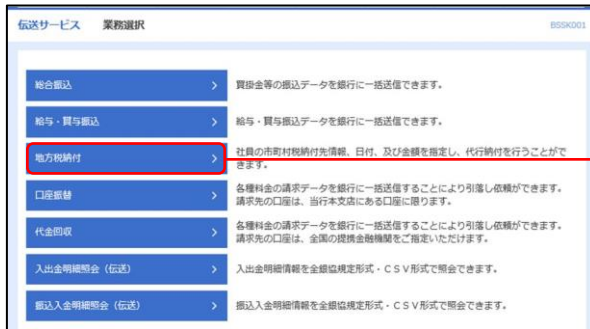 伝送サービス 業務選択 BSSK001
総合振込 > 買掛金等の振込データを銀行に一括送信できます。
給与・賞与振込 > 給与・賞与振込データを銀行に一括送信できます。
地方税納付 > 社員の市町村税納付先情報、日付、及び金額を指定し、代行納付を行うことがで
きます。
口座振替 > 各種料金の請求データを銀行に一括送信することにより引落し依頼ができます。
請求先の口座は、当行本支店にある口座に限ります。
代金回収 > 各種料金の請求データを銀行に一括送信することにより引落し依頼ができます。
請求先の口座は、全国の提携金融機関をご指定いただけます。
入出金明細照会（伝送） > 入出金明細情報を全銀協規定形式・ＣＳＶ形式で照会できます。
振込入金明細照会（伝送） > 振込入金明細情報を全銀協規定形式・ＣＳＶ形式で照会できます。